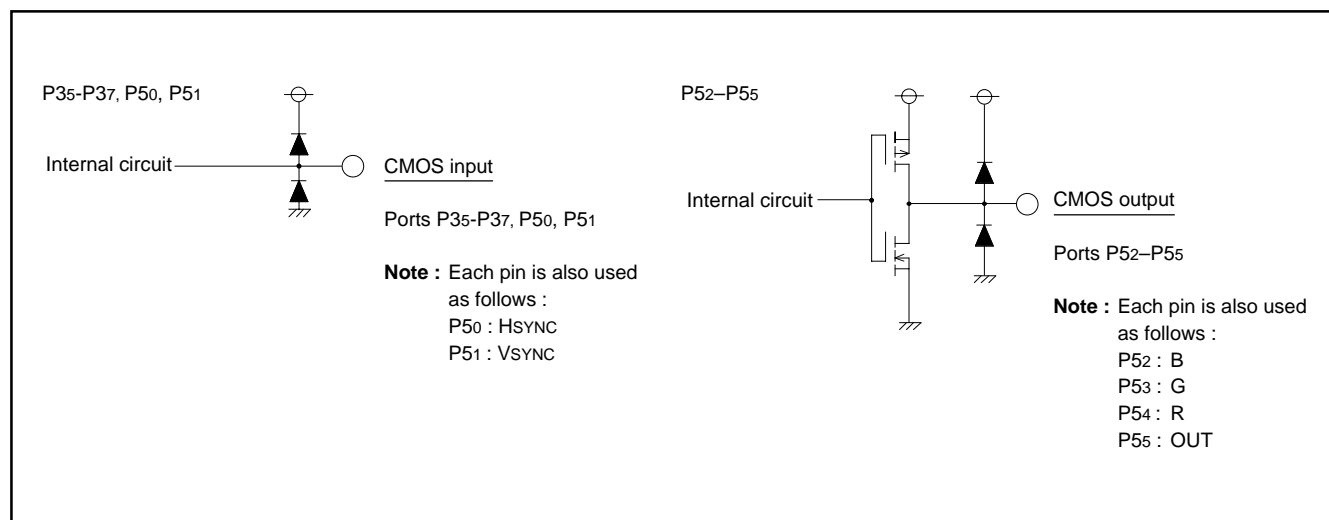 P35-P37, P50, P51
Internal circuit
CMOS input
Ports P35-P37, P50, P51
Note : Each pin is also used
as follows :
P50 : HSYNC
P51 : VSYNC
P52–P55
Internal circuit
CMOS output
Ports P52–P55
Note : Each pin is also used
as follows :
P52 : B
P53 : G
P54 : R
P55 : OUT